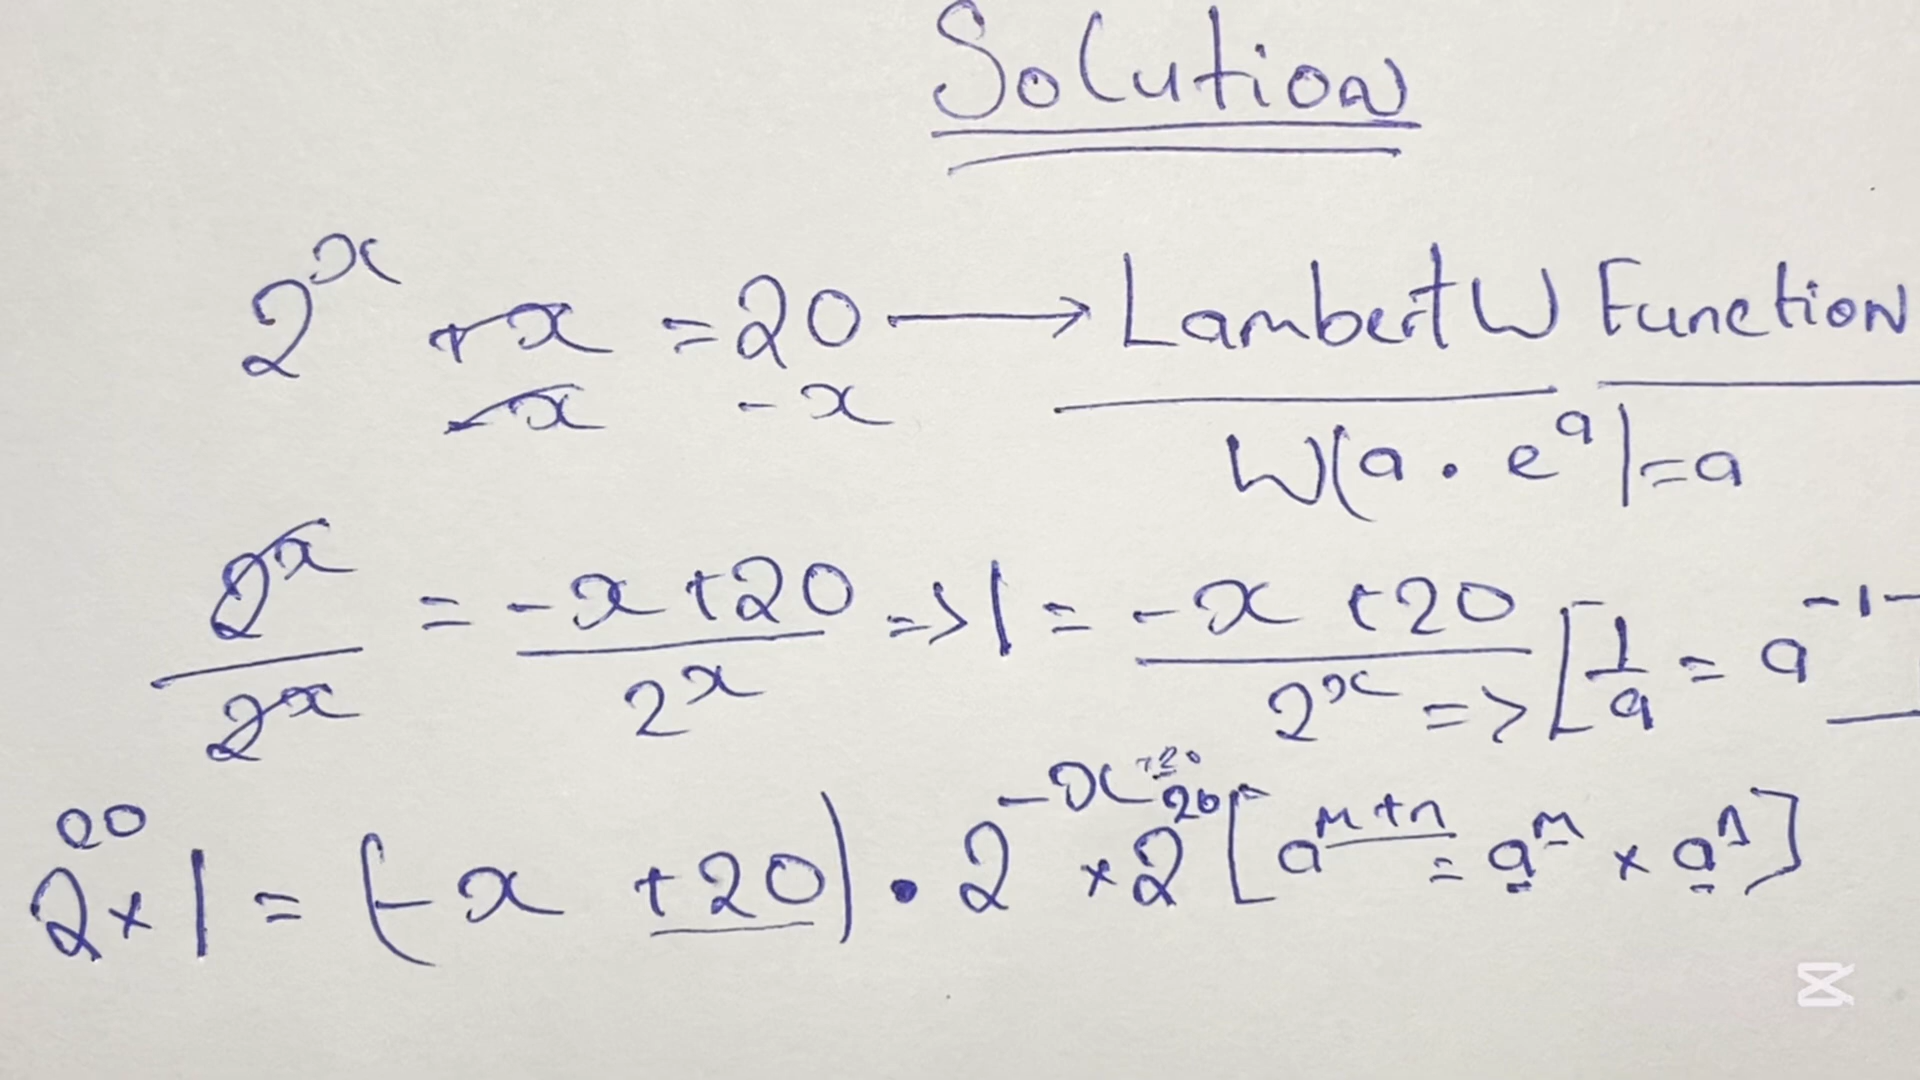 Solution
2^x + x = 20 → Lambert W Function
- x - x
W(a . e^a) = a
2^x/2^x = -x + 20/2^x => 1 = -x + 20/2^x => [1/a = a^-1
2^20 × 1 = (-x + 20) · 2^-x+20 × 2^20 [a^m+n = a^m × a^n]